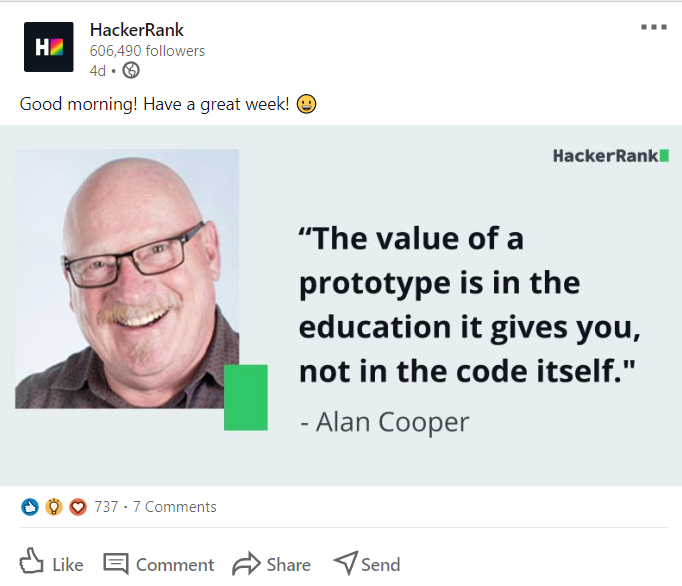 HackerRank
606,490 followers
4d •
Good morning! Have a great week! 😀
HackerRank
“The value of a
prototype is in the
education it gives you,
not in the code itself."
- Alan Cooper
737 · 7 Comments
Like Comment Share Send